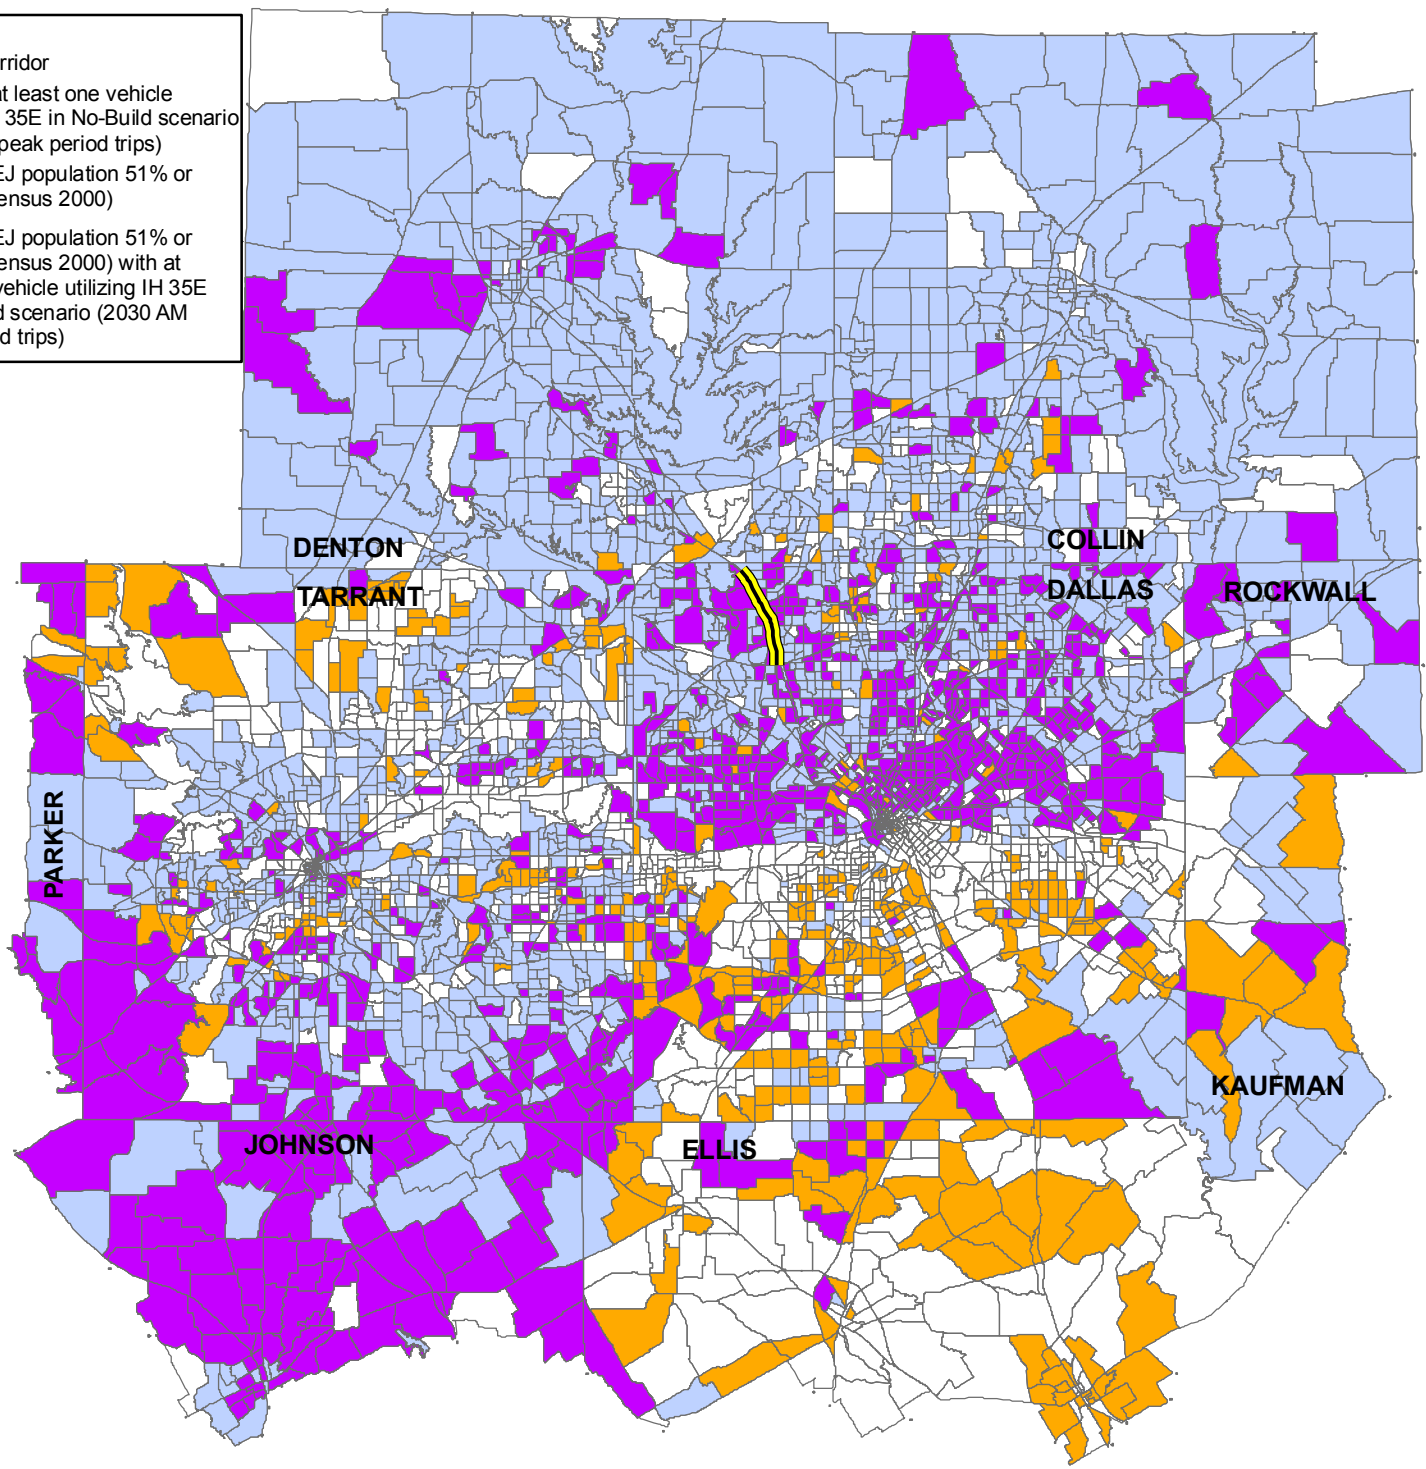 rridor
at least one vehicle
35E in No-Build scenario
peak period trips)
EJ population 51% or
ensus 2000)
EJ population 51% or
ensus 2000) with at
vehicle utilizing IH 35E
d scenario (2030 AM
d trips)
DENTON
COLLIN
TARRANT
DALLAS
ROCKWALL
PARKER
KAUFMAN
JOHNSON
ELLIS